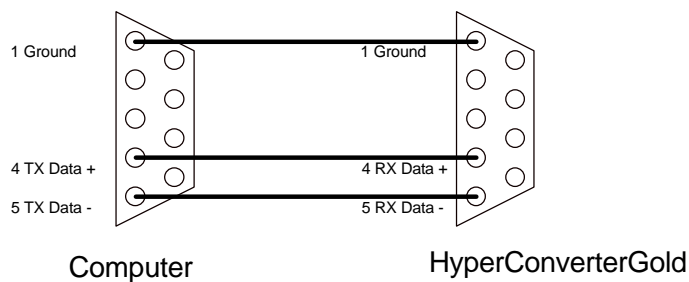 1 Ground
1 Ground
4 TX Data +
4 RX Data +
5 TX Data -
5 RX Data -
Computer
HyperConverterGold